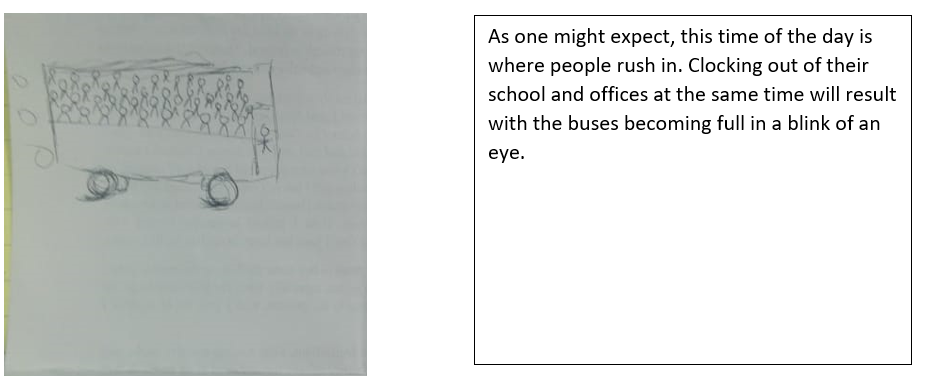 As one might expect, this time of the day is
where people rush in. Clocking out of their
school and offices at the same time will result
with the buses becoming full in a blink of an
eye.